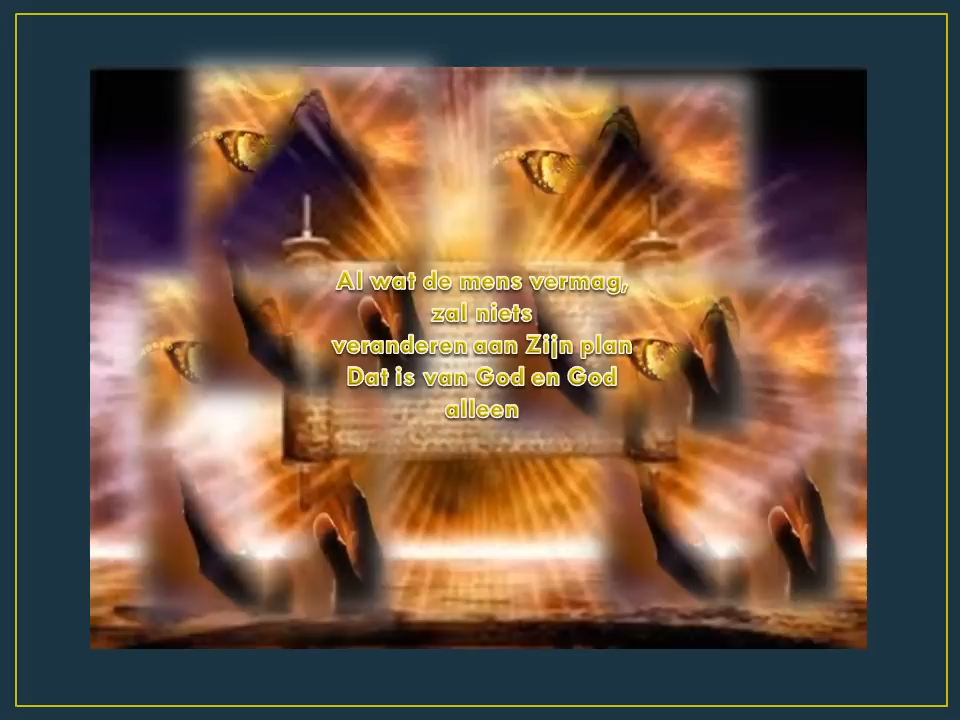 Al wat de mens vermag,
zal niets
veranderen aan Zijn plan
Dat is van God en God
alleen